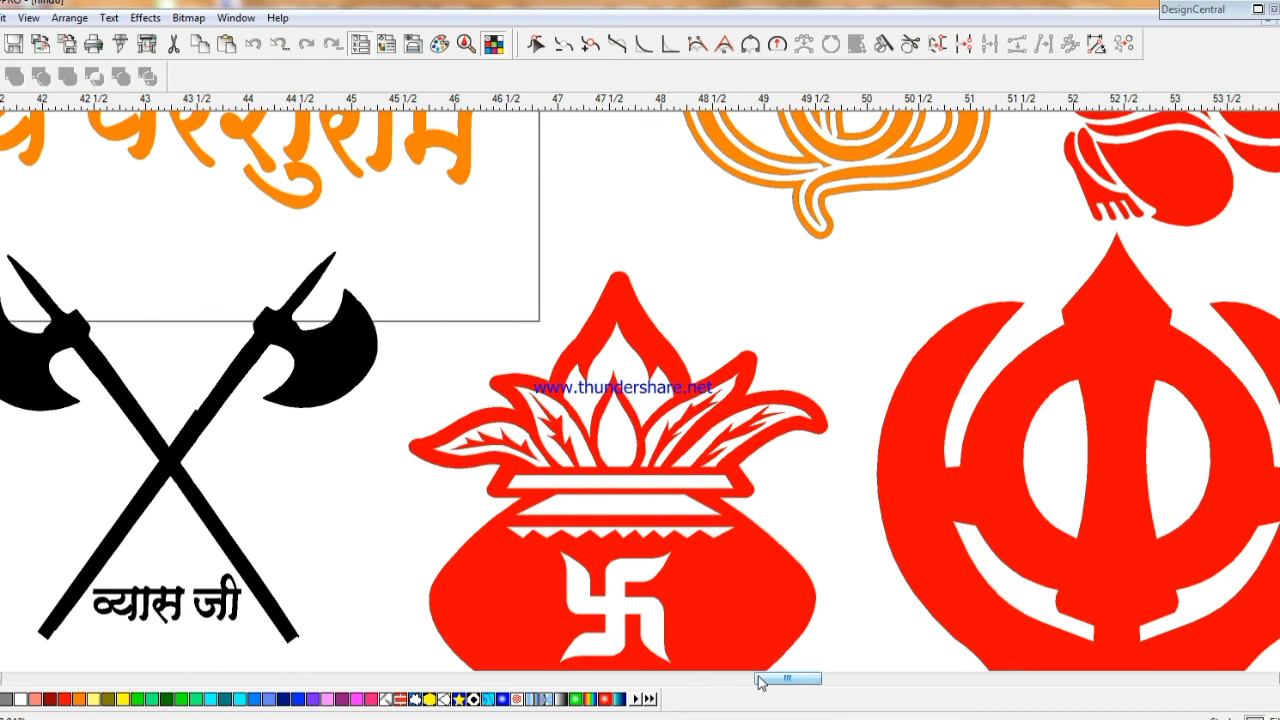 DesignCentral
View Arrange Text Effects Bitmap Window Help
42 42 1/2 43 43 1/2 44 44 1/2 45 45 1/2 46 46 1/2 47 47 1/2 48 48 1/2 49 49 1/2 50 50 1/2 51 51 1/2 52 52 1/2 53 53 1/2
परशुराम
www.thundershare.net
व्यास जी